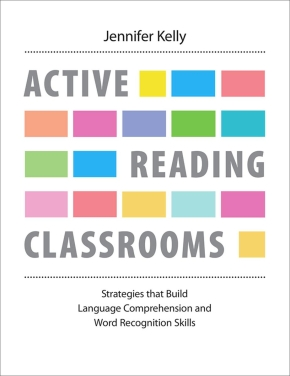 Jennifer Kelly
ACTIVE
READING
CLASSROOMS
Strategies that Build
Language Comprehension and
Word Recognition Skills